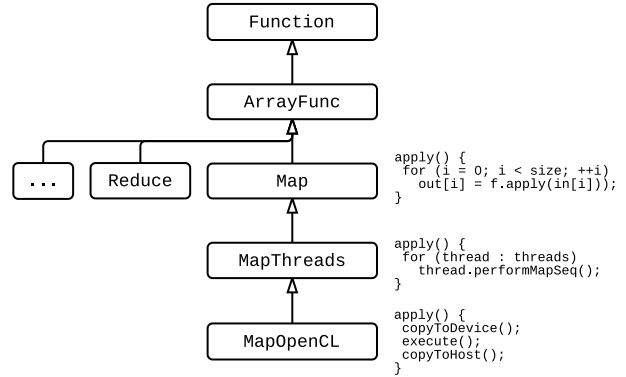 Function
ArrayFunc
... Reduce Map
apply() {
for (i = 0; i < size; ++i)
out[i] = f.apply(in[i]));
}
MapThreads
apply() {
for (thread : threads)
thread.performMapSeq();
}
MapOpenCL
apply() {
copyToDevice();
execute();
copyToHost();
}